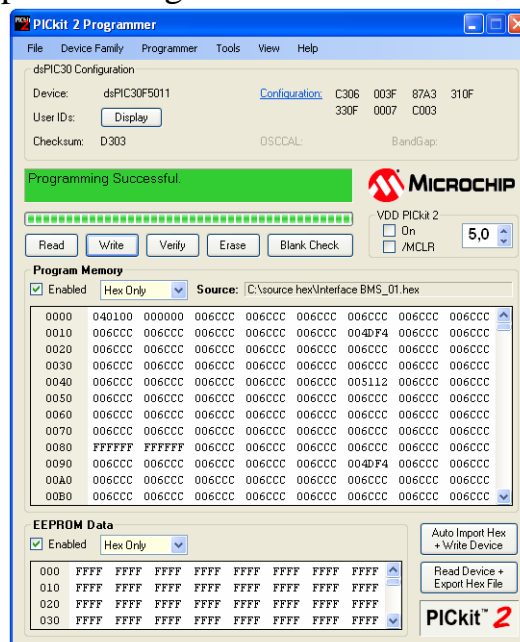 PICkit 2 Programmer
File Device Family Programmer Tools View Help
dsPIC30 Configuration
Device: dsPIC30F5011 Configuration: C306 003F 87A3 310F
User IDs: Display 330F 0007 C003
Checksum: D303 OSCCAL: BandGap:
Programming Successful.
MICROCHIP
VDD PICkit 2
On
/MCLR
5,0
Read Write Verify Erase Blank Check
Program Memory
Enabled Hex Only Source: C:\source hex\Interface BMS_01.hex
0000 040100 000000 006CCC 006CCC 006CCC 006CCC 006CCC 006CCC
0010 006CCC 006CCC 006CCC 006CCC 006CCC 004DF4 006CCC 006CCC
0020 006CCC 006CCC 006CCC 006CCC 006CCC 006CCC 006CCC 006CCC
0030 006CCC 006CCC 006CCC 006CCC 006CCC 006CCC 006CCC 006CCC
0040 006CCC 006CCC 006CCC 006CCC 006CCC 005112 006CCC 006CCC
0050 006CCC 006CCC 006CCC 006CCC 006CCC 006CCC 006CCC 006CCC
0060 006CCC 006CCC 006CCC 006CCC 006CCC 006CCC 006CCC 006CCC
0070 006CCC 006CCC 006CCC 006CCC 006CCC 006CCC 006CCC 006CCC
0080 FFFFFF FFFFFF 006CCC 006CCC 006CCC 006CCC 006CCC 006CCC
0090 006CCC 006CCC 006CCC 006CCC 006CCC 004DF4 006CCC 006CCC
00A0 006CCC 006CCC 006CCC 006CCC 006CCC 006CCC 006CCC 006CCC
00B0 006CCC 006CCC 006CCC 006CCC 006CCC 006CCC 006CCC 006CCC
EEPROM Data
Enabled Hex Only
000 FFFF FFFF FFFF FFFF FFFF FFFF FFFF FFFF
010 FFFF FFFF FFFF FFFF FFFF FFFF FFFF FFFF
020 FFFF FFFF FFFF FFFF FFFF FFFF FFFF FFFF
030 FFFF FFFF FFFF FFFF FFFF FFFF FFFF FFFF
Auto Import Hex
+ Write Device
Read Device +
Export Hex File
PICkit™ 2